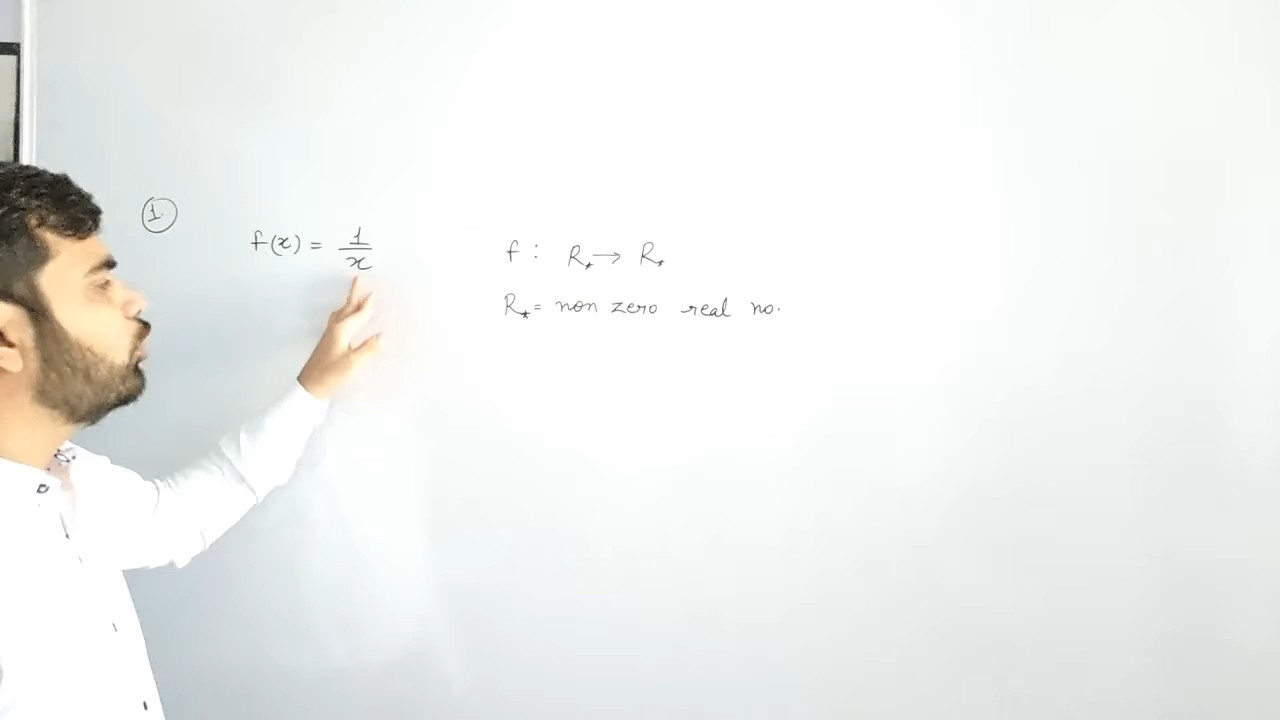 1.
f(x) = 1/x
f : R⋆→ R⋆
R⋆= non zero real no.